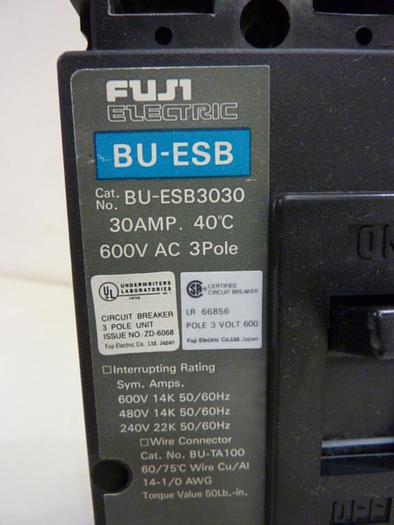 FUJI
ELECTRIC
BU-ESB
Cat. No. BU-ESB3030
30AMP. 40℃
600V AC 3Pole
UL UNDERWRITERS
LABORATORIES
CIRCUIT BREAKER
3 POLE UNIT
ISSUE NO: ZD-6068
Fuji Electric Co., Ltd. Japan
SA CERTIFIED
CIRCUIT BREAKER
LR 66856
POLE 3 VOLT 600
Fuji Electric Co,Ltd. Japan
□Interrupting Rating
Sym. Amps.
600V 14K 50/60Hz
480V 14K 50/60Hz
240V 22K 50/60Hz
□Wire Connector
Cat. No. BU-TA100
60/75℃ Wire Cu/Al
14-1/0 AWG
Torque Value 50Lb.-in.
ON
OFF